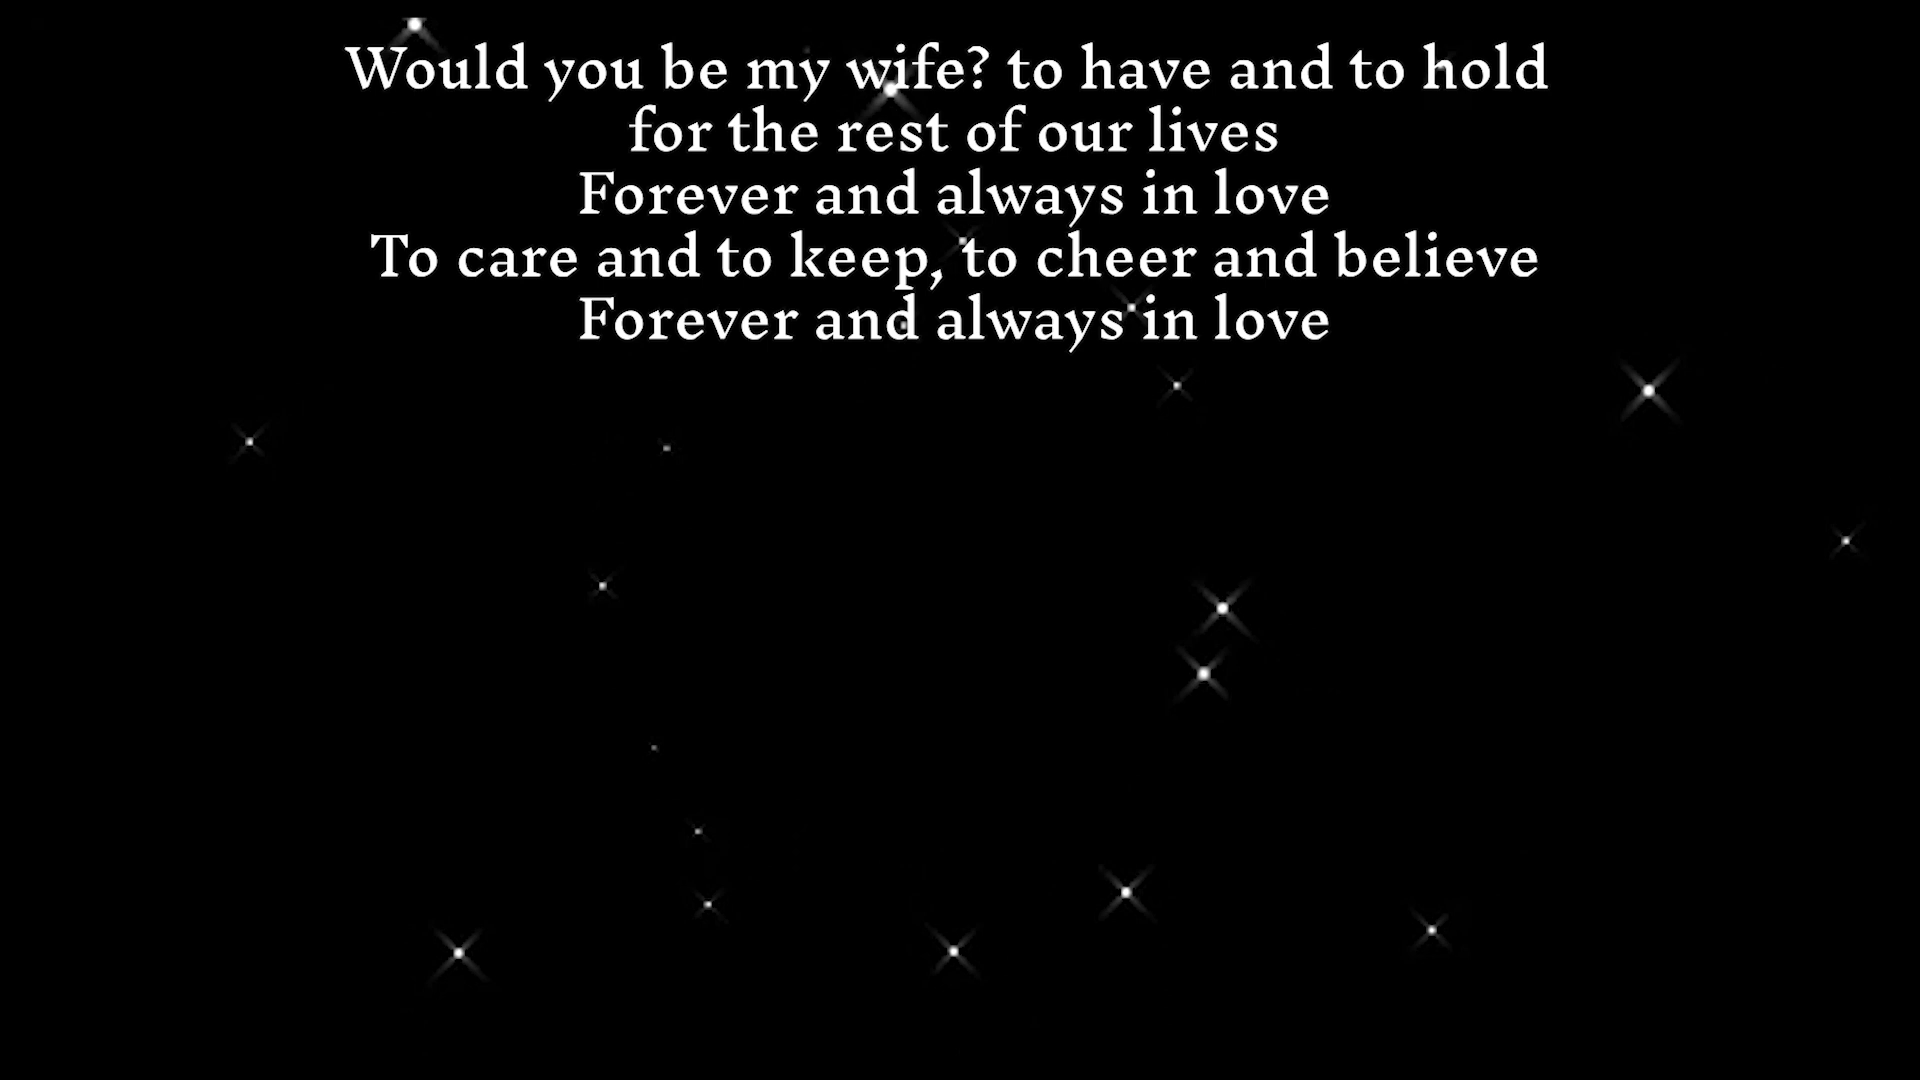 Would you be my wife? to have and to hold
for the rest of our lives
Forever and always in love
To care and to keep, to cheer and believe
Forever and always in love